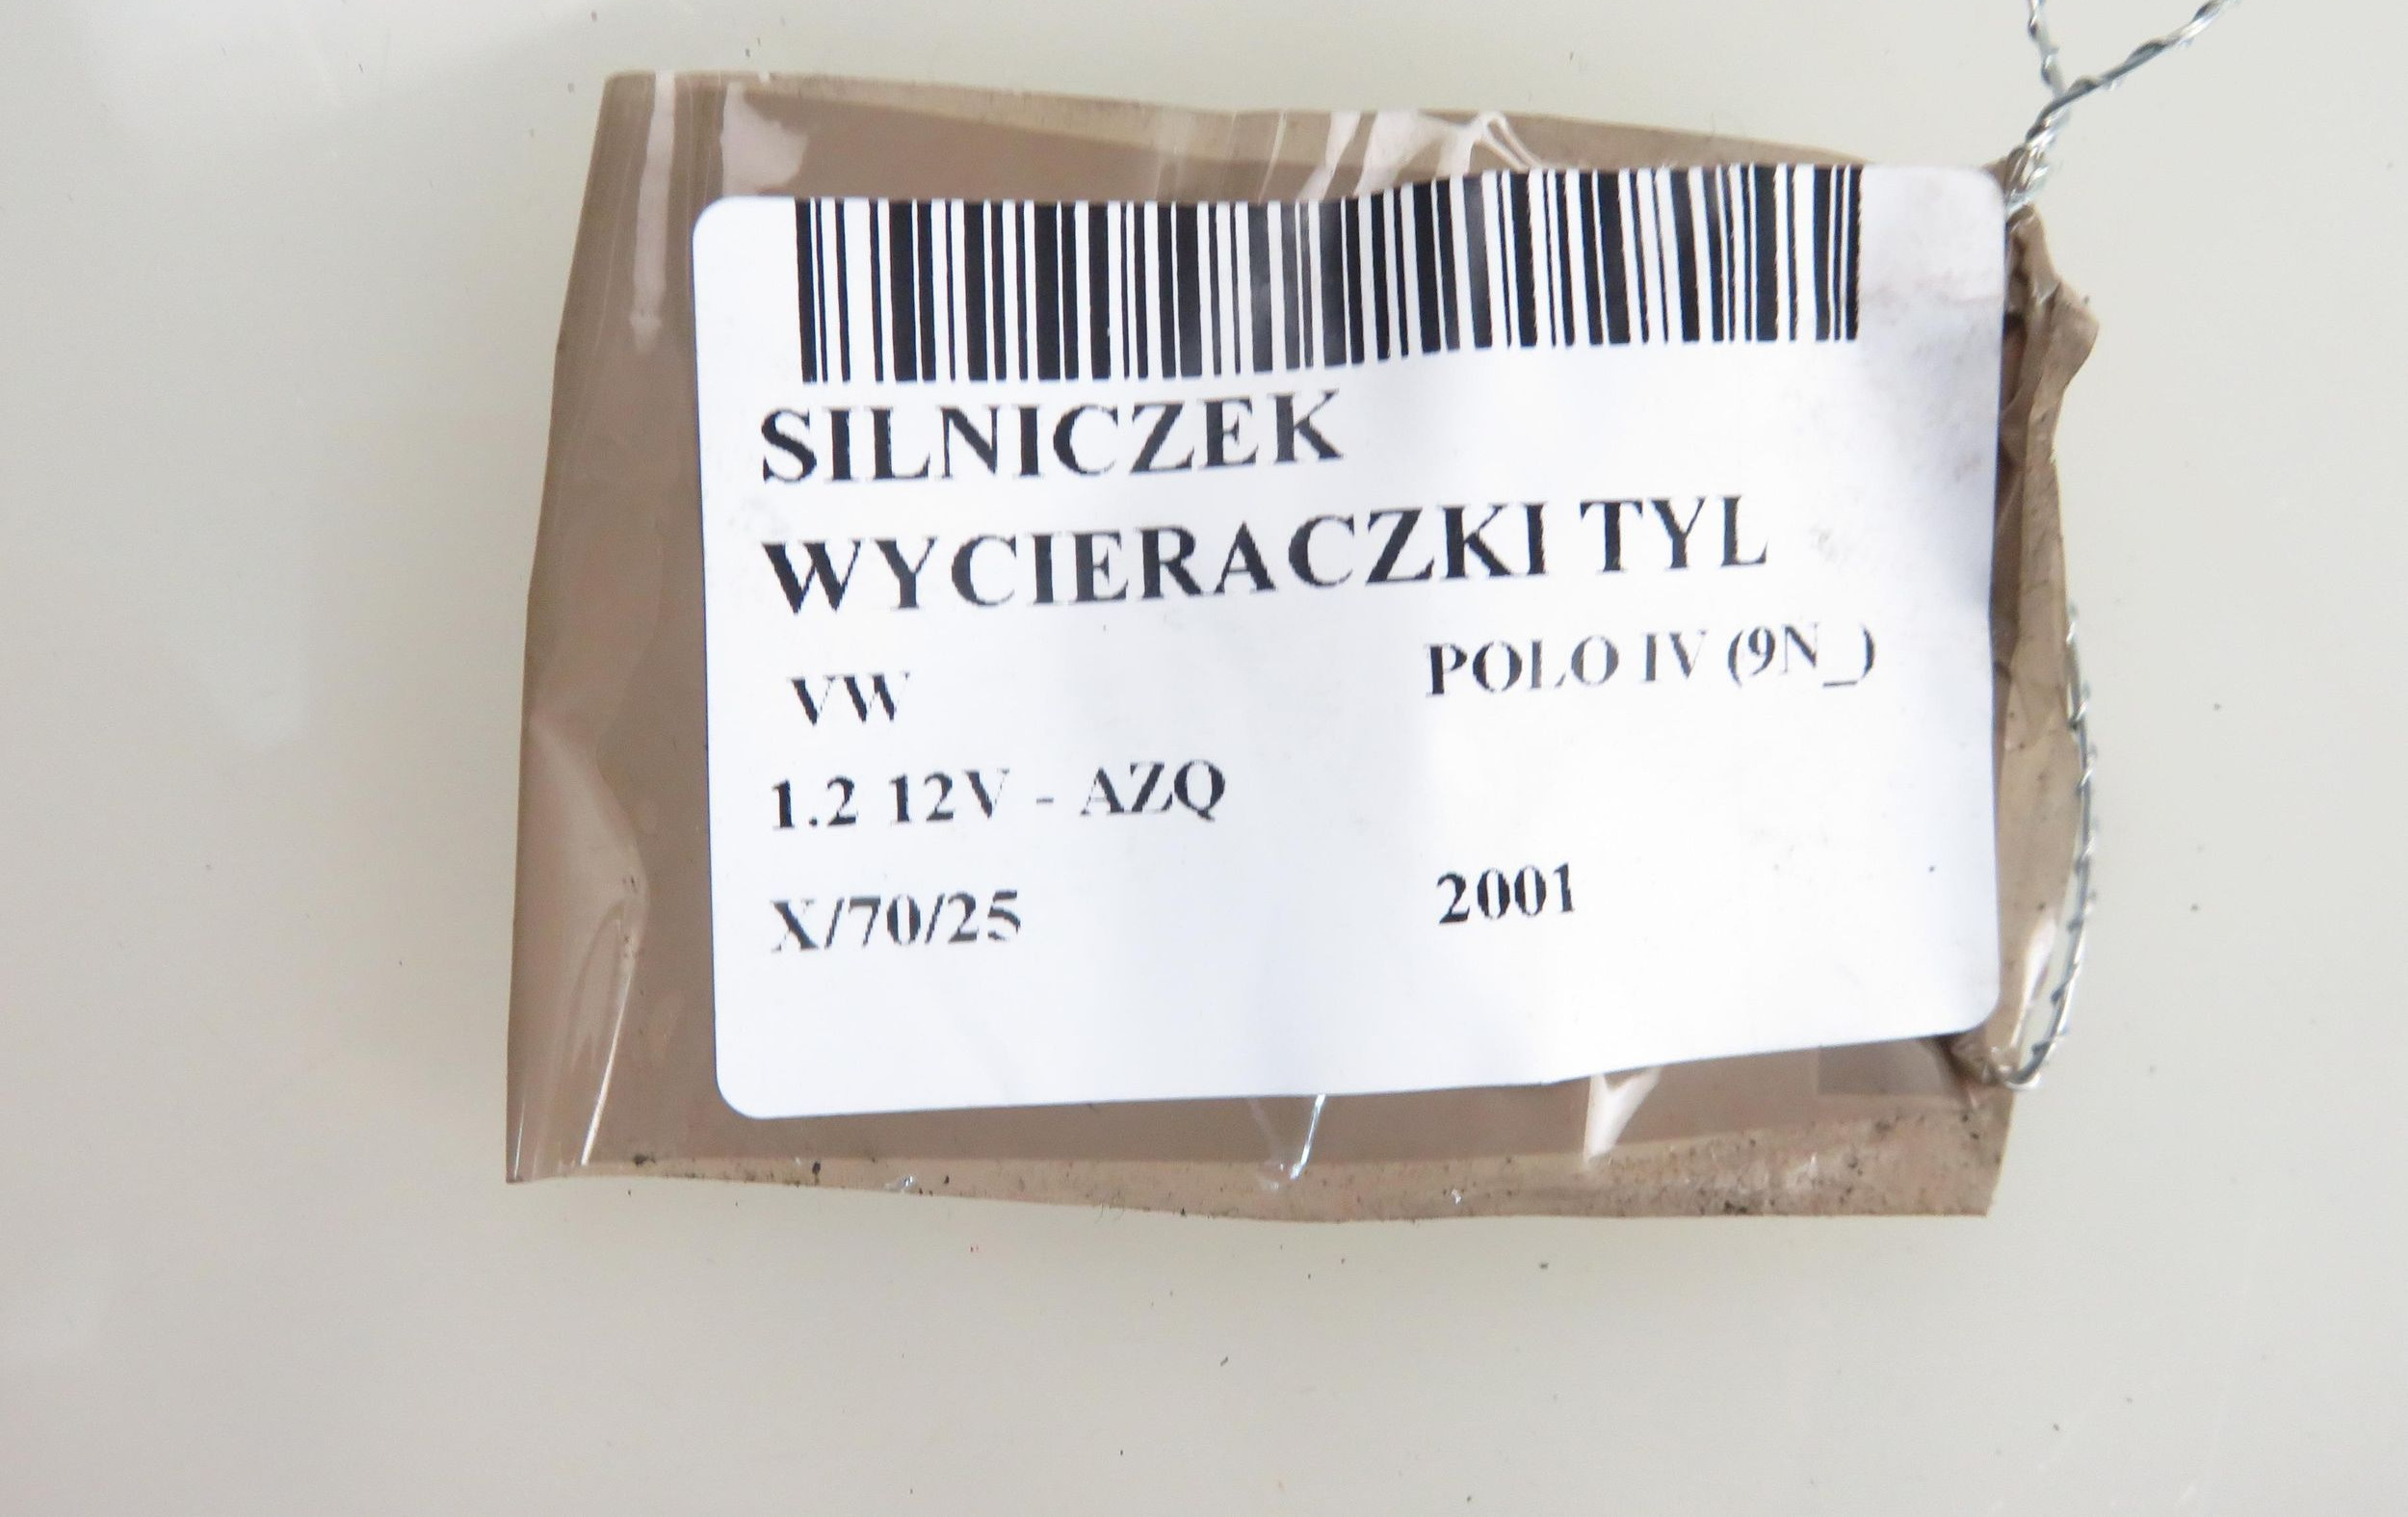 SILNICZEK
WYCIERACZKI TYL
VW POLO IV (9N_)
1.2 12V - AZQ
X/70/25 2001